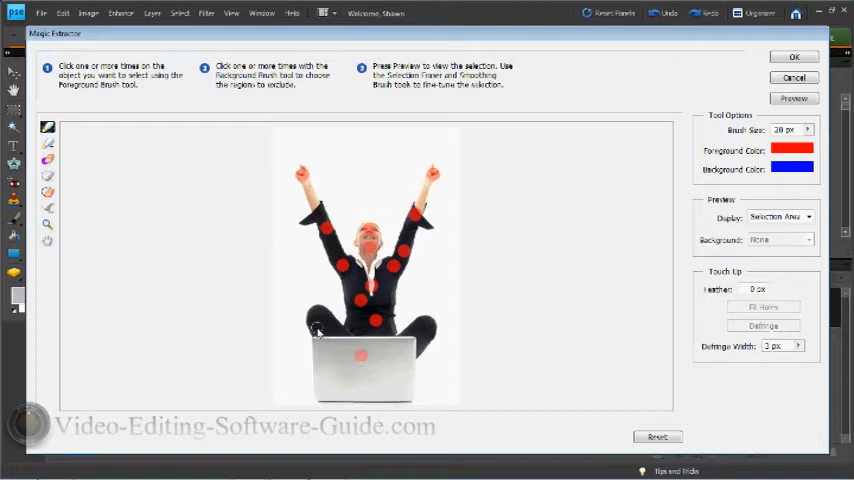 pse File Edit Image Enhance Layer Select Filter View Window Help Welcome, Shawn Reset Panels Undo Redo Organizer
Magic Extractor
1 Click one or more times on the
object you want to select using the
Foreground Brush tool.
2 Click one or more times with the
Background Brush tool to choose
the regions to exclude.
3 Press Preview to view the selection. Use
the Selection Eraser and Smoothing
Brush tools to fine-tune the selection.
OK
Cancel
Preview
Tool Options
Brush Size: 20 px
Foreground Color:
Background Color:
Preview
Display: Selection Area
Background: None
Touch Up
Feather: 0 px
Fill Holes
Defringe
Defringe Width: 3 px
Reset
Video-Editing-Software-Guide.com
Tips and Tricks